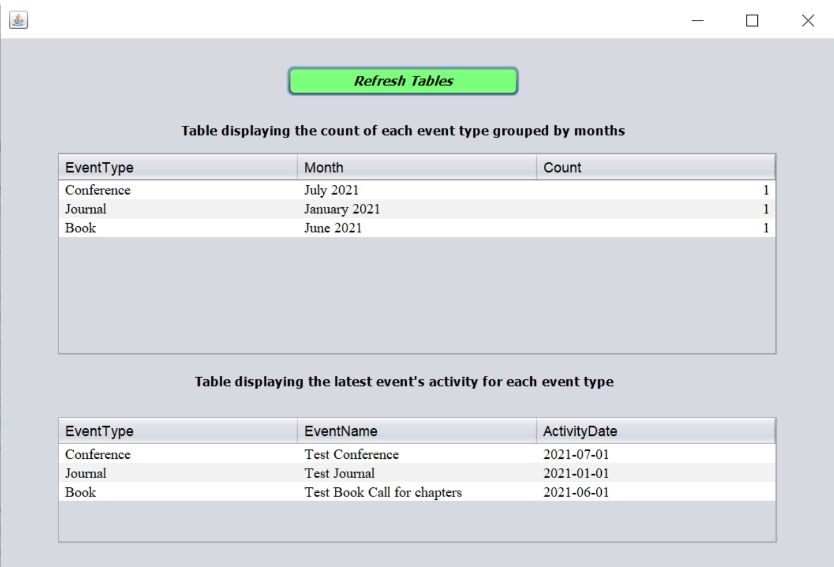 Refresh Tables
Table displaying the count of each event type grouped by months
EventType Month Count
Conference July 2021 1
Journal January 2021 1
Book June 2021 1
Table displaying the latest event's activity for each event type
EventType EventName ActivityDate
Conference Test Conference 2021-07-01
Journal Test Journal 2021-01-01
Book Test Book Call for chapters 2021-06-01